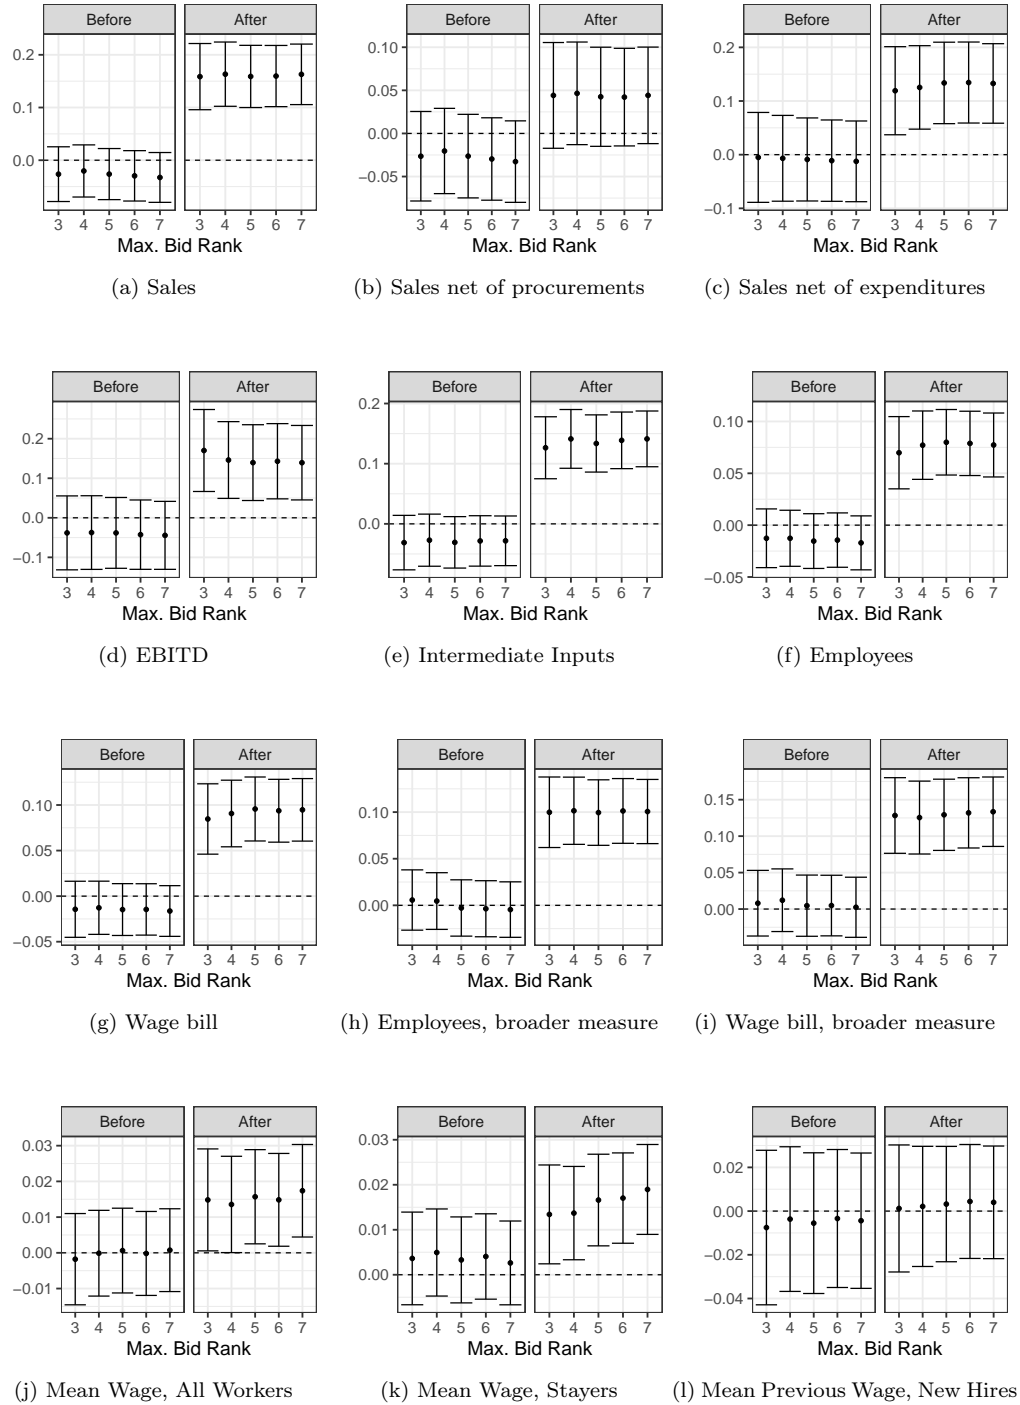 Before After Before After Before After
0.2
0.1
0.0
0.10
0.05
0.00
−0.05
0.2
0.1
0.0
−0.1
3 4 5 6 7 3 4 5 6 7 3 4 5 6 7 3 4 5 6 7 3 4 5 6 7 3 4 5 6 7
Max. Bid Rank Max. Bid Rank Max. Bid Rank
(a) Sales (b) Sales net of procurements (c) Sales net of expenditures
Before After Before After Before After
0.2
0.1
0.0
−0.1
0.2
0.1
0.0
0.10
0.05
0.00
−0.05
3 4 5 6 7 3 4 5 6 7 3 4 5 6 7 3 4 5 6 7 3 4 5 6 7 3 4 5 6 7
Max. Bid Rank Max. Bid Rank Max. Bid Rank
(d) EBITD (e) Intermediate Inputs (f) Employees
Before After Before After Before After
0.10
0.05
0.00
−0.05
0.10
0.05
0.00
0.15
0.10
0.05
0.00
3 4 5 6 7 3 4 5 6 7 3 4 5 6 7 3 4 5 6 7 3 4 5 6 7 3 4 5 6 7
Max. Bid Rank Max. Bid Rank Max. Bid Rank
(g) Wage bill (h) Employees, broader measure (i) Wage bill, broader measure
Before After Before After Before After
0.03
0.02
0.01
0.00
−0.01
0.03
0.02
0.01
0.00
0.02
0.00
−0.02
−0.04
3 4 5 6 7 3 4 5 6 7 3 4 5 6 7 3 4 5 6 7 3 4 5 6 7 3 4 5 6 7
Max. Bid Rank Max. Bid Rank Max. Bid Rank
(j) Mean Wage, All Workers (k) Mean Wage, Stayers (l) Mean Previous Wage, New Hires